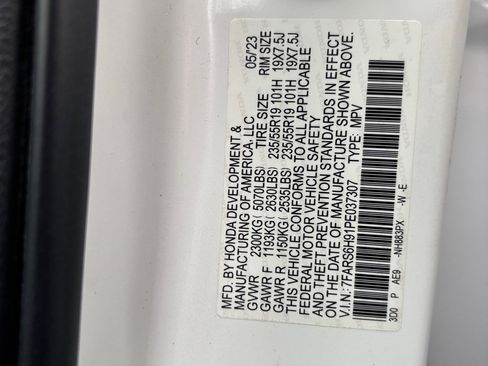 MFD. BY HONDA DEVELOPMENT &
MANUFACTURING OF AMERICA, LLC 05/23
GVWR 2300KG ( 5070LBS) TIRE SIZE RIM SIZE
GAWR F 1193KG ( 2630LBS) 235/55R19 101H 19X7.5J
GAWR R 1150KG ( 2535LBS) 235/55R19 101H 19X7.5J
THIS VEHICLE CONFORMS TO ALL APPLICABLE
FEDERAL MOTOR VEHICLE SAFETY
AND THEFT PREVENTION STANDARDS IN EFFECT
ON THE DATE OF MANUFACTURE SHOWN ABOVE.
V.I.N.: 7FARS6H91PE037307 TYPE: MPV
3D0 P AE9 -NH883PX -W -E